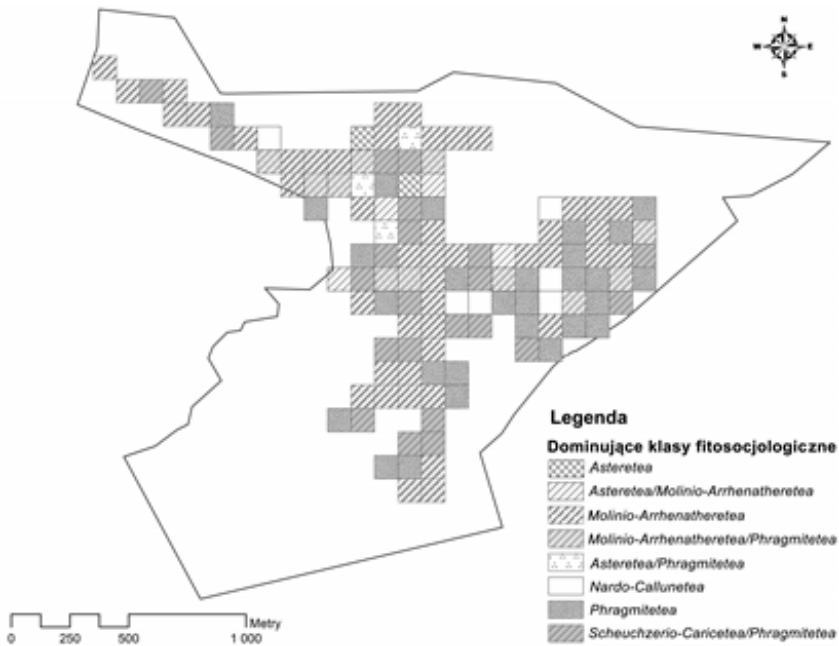 N
W E
S
Legenda
Dominujące klasy fitosocjologiczne
Asteretea
Asteretea/Molinio-Arrhenatheretea
Molinio-Arrhenatheretea
Molinio-Arrhenatheretea/Phragmitetea
Asteretea/Phragmitetea
Nardo-Callunetea
Phragmitetea
Scheuchzerio-Caricetea/Phragmitetea
Metry
0 250 500 1 000